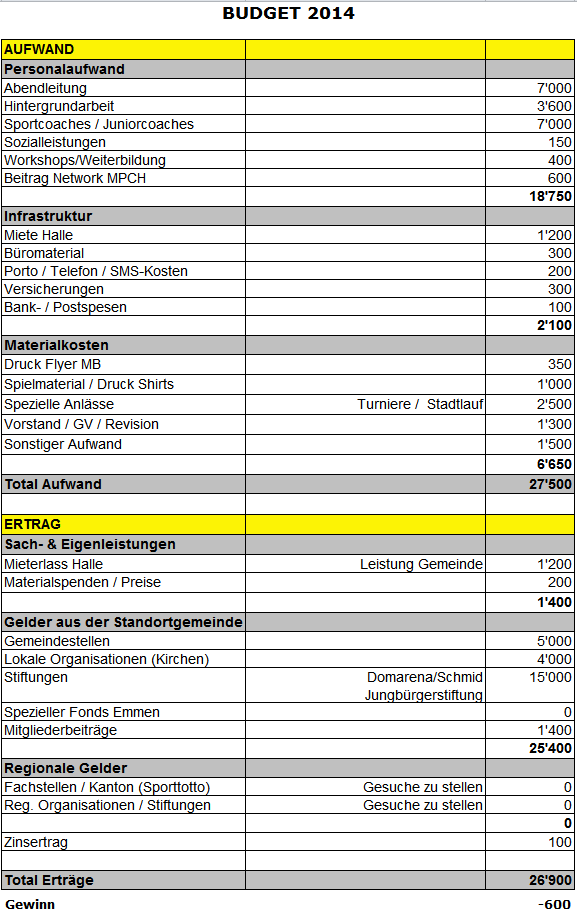 BUDGET 2014
AUFWAND
Personalaufwand
Abendleitung 7'000
Hintergrundarbeit 3'600
Sportcoaches / Juniorcoaches 7'000
Sozialleistungen 150
Workshops/Weiterbildung 400
Beitrag Network MPCH 600
18'750
Infrastruktur
Miete Halle 1'200
Büromaterial 300
Porto / Telefon / SMS-Kosten 200
Versicherungen 300
Bank- / Postspesen 100
2'100
Materialkosten
Druck Flyer MB 350
Spielmaterial / Druck Shirts 1'000
Spezielle Anlässe Turniere / Stadtlauf 2'500
Vorstand / GV / Revision 1'300
Sonstiger Aufwand 1'500
6'650
Total Aufwand 27'500
ERTRAG
Sach- & Eigenleistungen
Mieterlass Halle Leistung Gemeinde 1'200
Materialspenden / Preise 200
1'400
Gelder aus der Standortgemeinde
Gemeindestellen 5'000
Lokale Organisationen (Kirchen) 4'000
Stiftungen Domarena/Schmid 15'000
Jungbürgerstiftung
Spezieller Fonds Emmen 0
Mitgliederbeiträge 1'400
25'400
Regionale Gelder
Fachstellen / Kanton (Sporttotto) Gesuche zu stellen 0
Reg. Organisationen / Stiftungen Gesuche zu stellen 0
0
Zinsertrag 100
Total Erträge 26'900
Gewinn -600